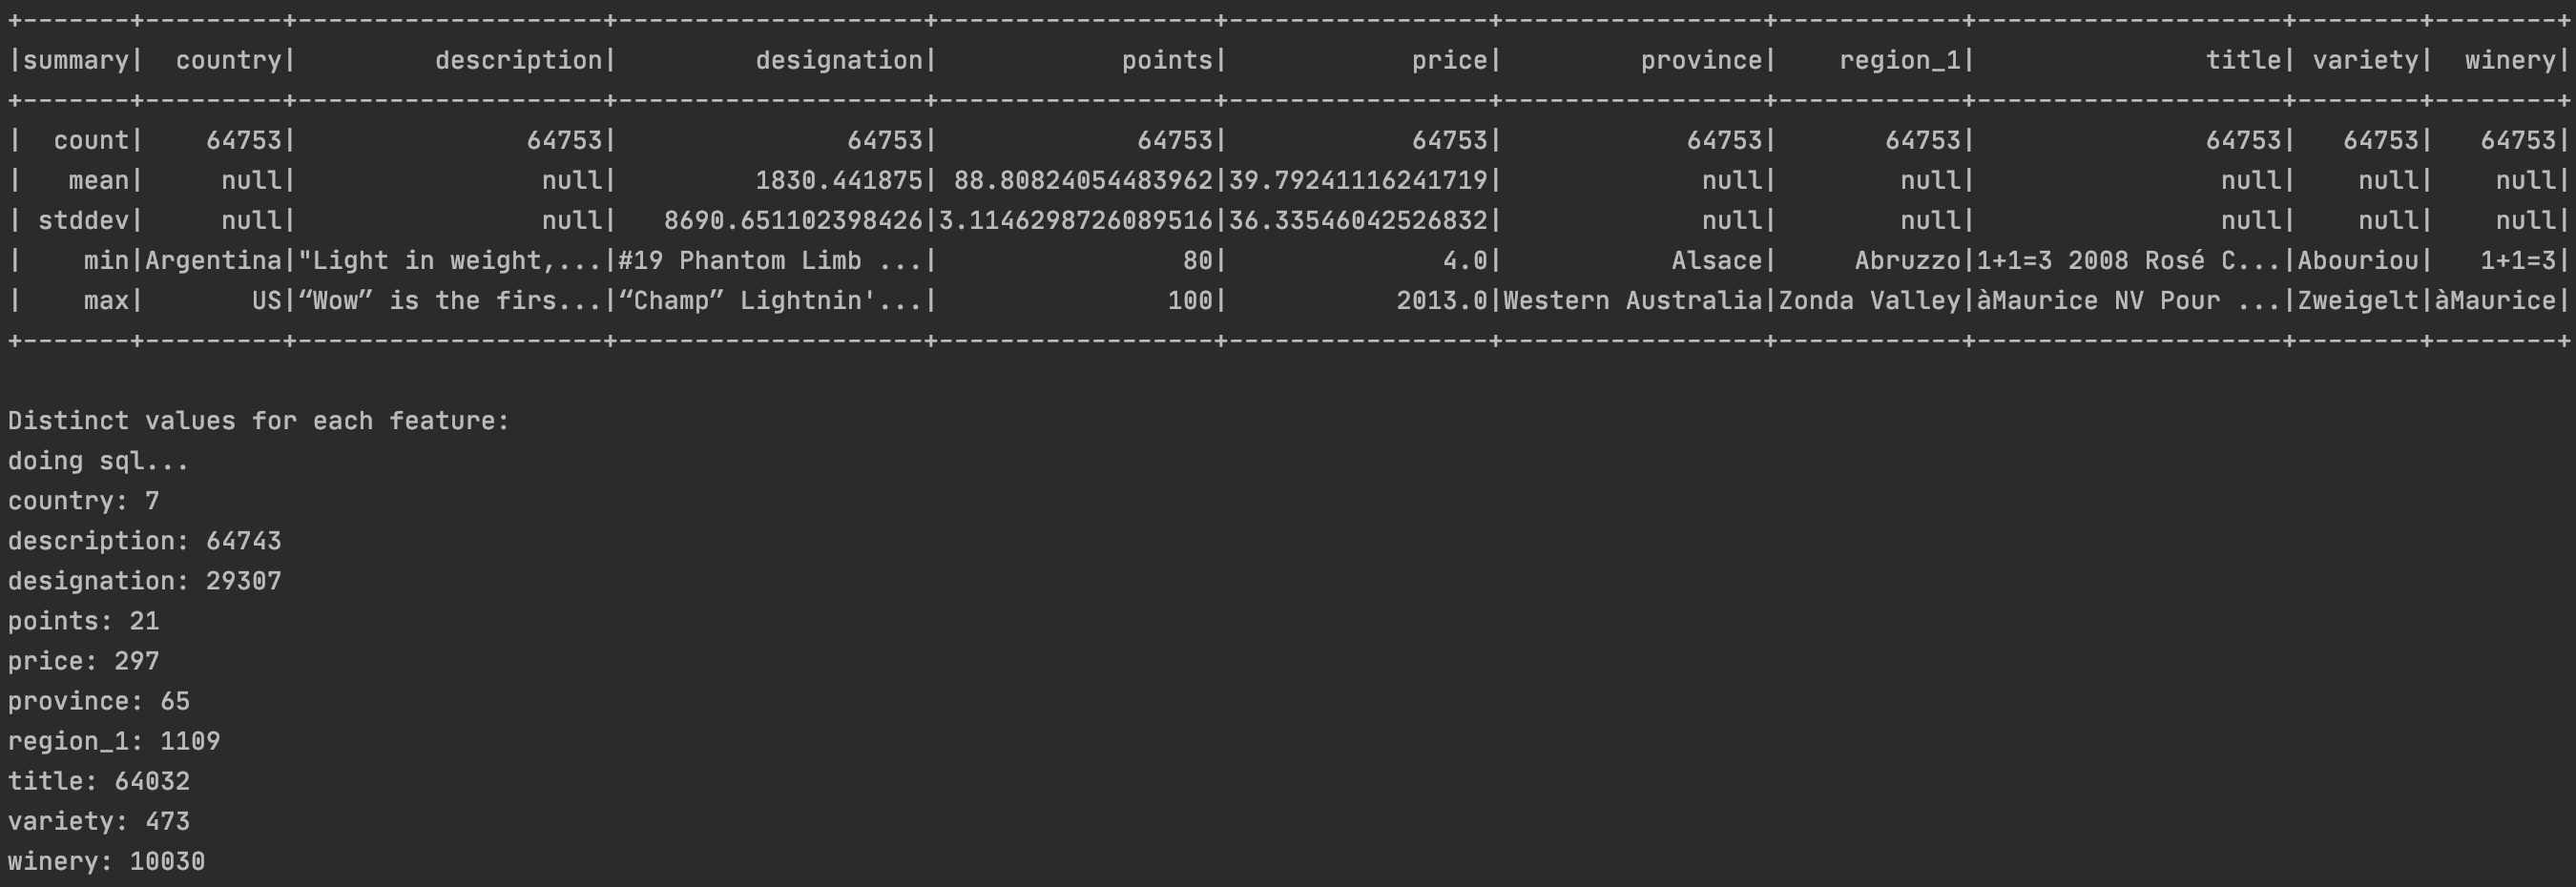 +-------+---------+--------------------+--------------------+-----------------+-----------------+-----------------+------------+--------------------+--------+--------+
|summary|  country|         description|         designation|           points|            price|         province|    region_1|               title| variety|  winery|
+-------+---------+--------------------+--------------------+-----------------+-----------------+-----------------+------------+--------------------+--------+--------+
|  count|    64753|               64753|               64753|            64753|            64753|            64753|       64753|               64753|   64753|   64753|
|   mean|     null|                null|         1830.441875| 88.80824054483962|39.79241116241719|             null|        null|                null|    null|    null|
| stddev|     null|                null|   8690.651102398426|3.1146298726089516|36.33546042526832|             null|        null|                null|    null|    null|
|    min|Argentina|"Light in weight,...|#19 Phantom Limb ...|                80|              4.0|           Alsace|     Abruzzo|1+1=3 2008 Rosé C...|Abouriou|   1+1=3|
|    max|       US|“Wow” is the firs...|“Champ” Lightnin'...|               100|           2013.0|Western Australia|Zonda Valley|àMaurice NV Pour ...|Zweigelt|àMaurice|
+-------+---------+--------------------+--------------------+-----------------+-----------------+-----------------+------------+--------------------+--------+--------+
Distinct values for each feature:
doing sql...
country: 7
description: 64743
designation: 29307
points: 21
price: 297
province: 65
region_1: 1109
title: 64032
variety: 473
winery: 10030